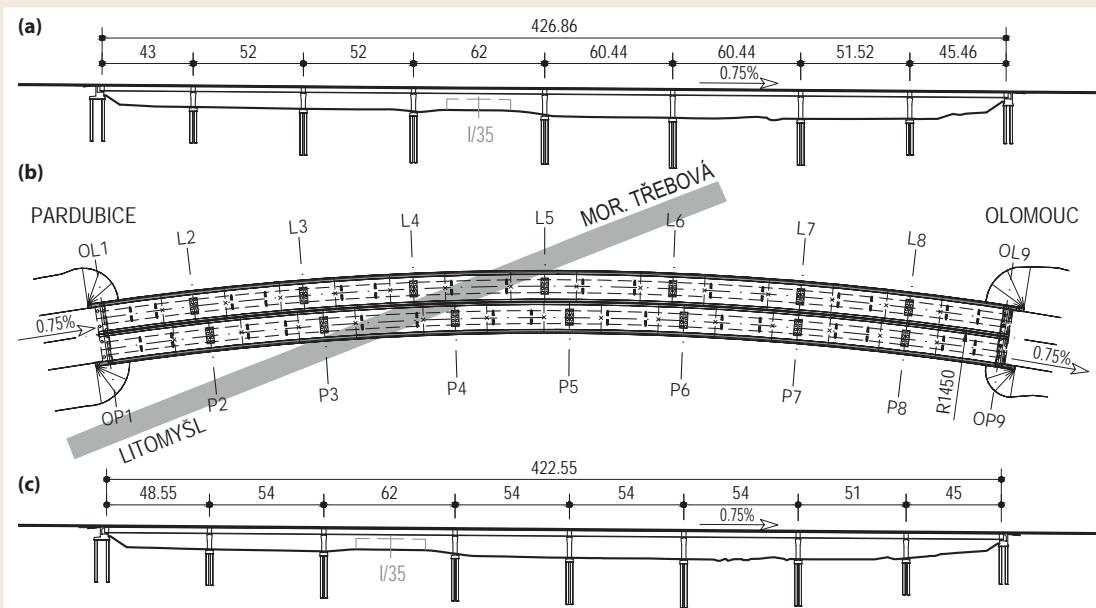 (a)
426.86
43 52 52 62 60.44 60.44 51.52 45.46
0.75%
I/35
(b)
PARDUBICE
MOR. TŘEBOVÁ
OLOMOUC
OL1 L2 L3 L4 L5 L6 L7 L8 OL9
0.75%
0.75%
OP1 P2 P3 P4 P5 P6 P7 P8 R1450 OP9
LITOMYŠL
422.55
(c)
48.55 54 62 54 54 54 51 45
0.75%
I/35